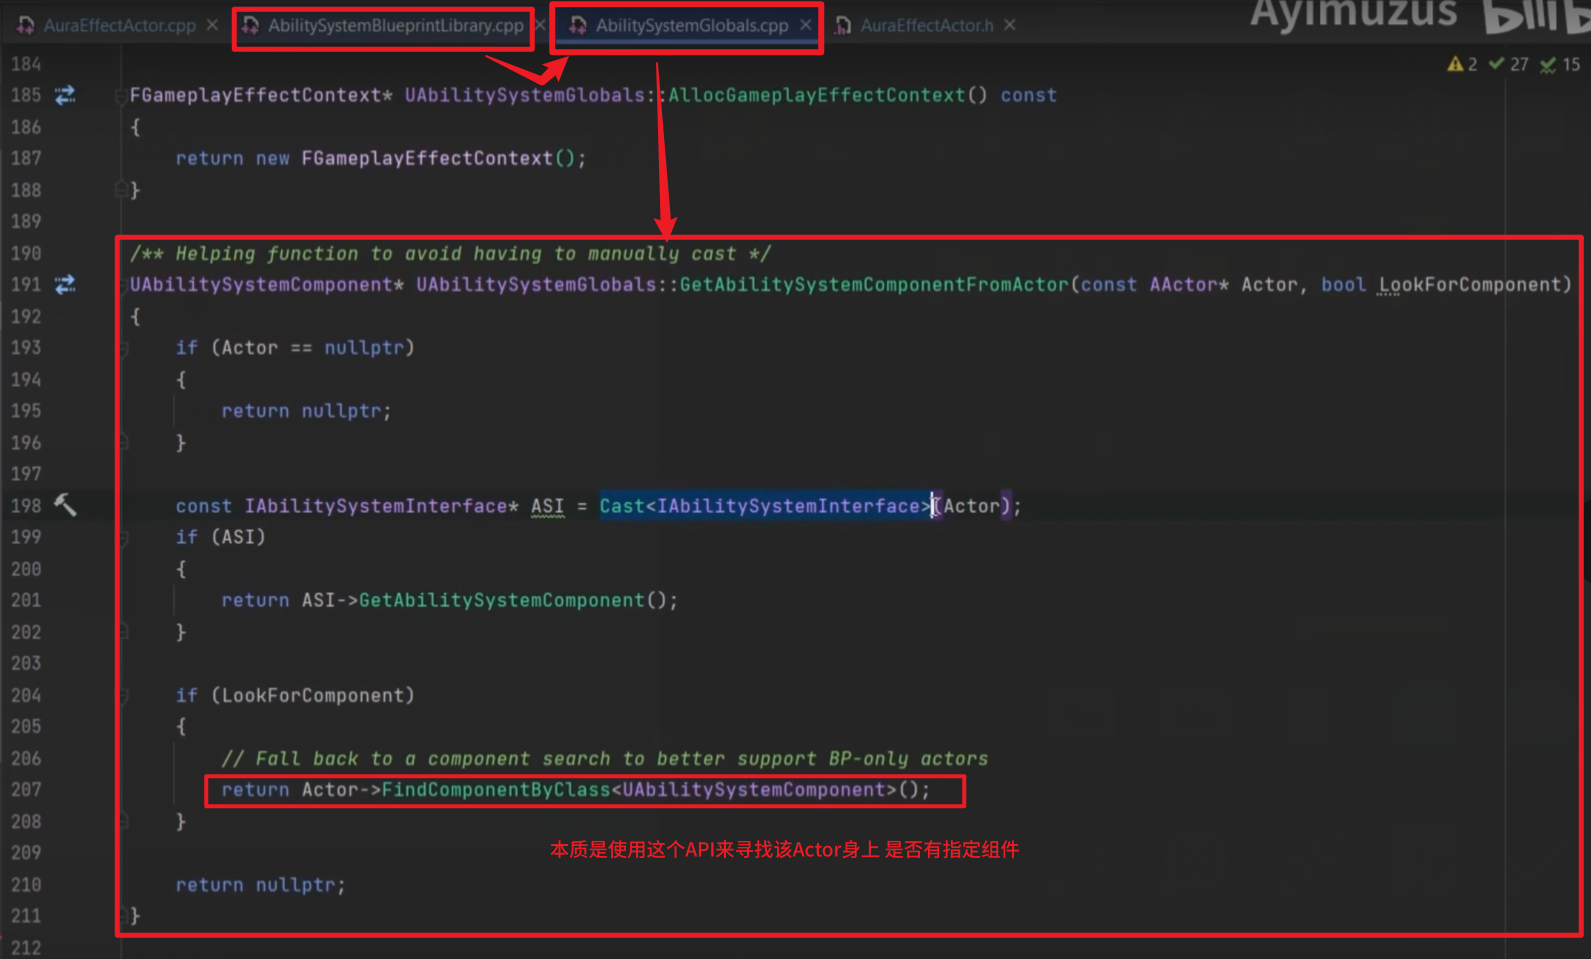 AuraEffectActor.cpp AbilitySystemBlueprintLibrary.cpp AbilitySystemGlobals.cpp AuraEffectActor.h
Ayimuzus bilib
2 27 15
184
185 FGameplayEffectContext* UAbilitySystemGlobals::AllocGameplayEffectContext() const
186 {
187 return new FGameplayEffectContext();
188 }
189
190 /** Helping function to avoid having to manually cast */
191 UAbilitySystemComponent* UAbilitySystemGlobals::GetAbilitySystemComponentFromActor(const AActor* Actor, bool LookForComponent)
192 {
193 if (Actor == nullptr)
194 {
195 return nullptr;
196 }
197
198 const IAbilitySystemInterface* ASI = Cast<IAbilitySystemInterface>(Actor);
199 if (ASI)
200 {
201 return ASI->GetAbilitySystemComponent();
202 }
203
204 if (LookForComponent)
205 {
206 // Fall back to a component search to better support BP-only actors
207 return Actor->FindComponentByClass<UAbilitySystemComponent>();
208 }
209 本质是使用这个API来寻找该Actor身上 是否有指定组件
210 return nullptr;
211 }
212